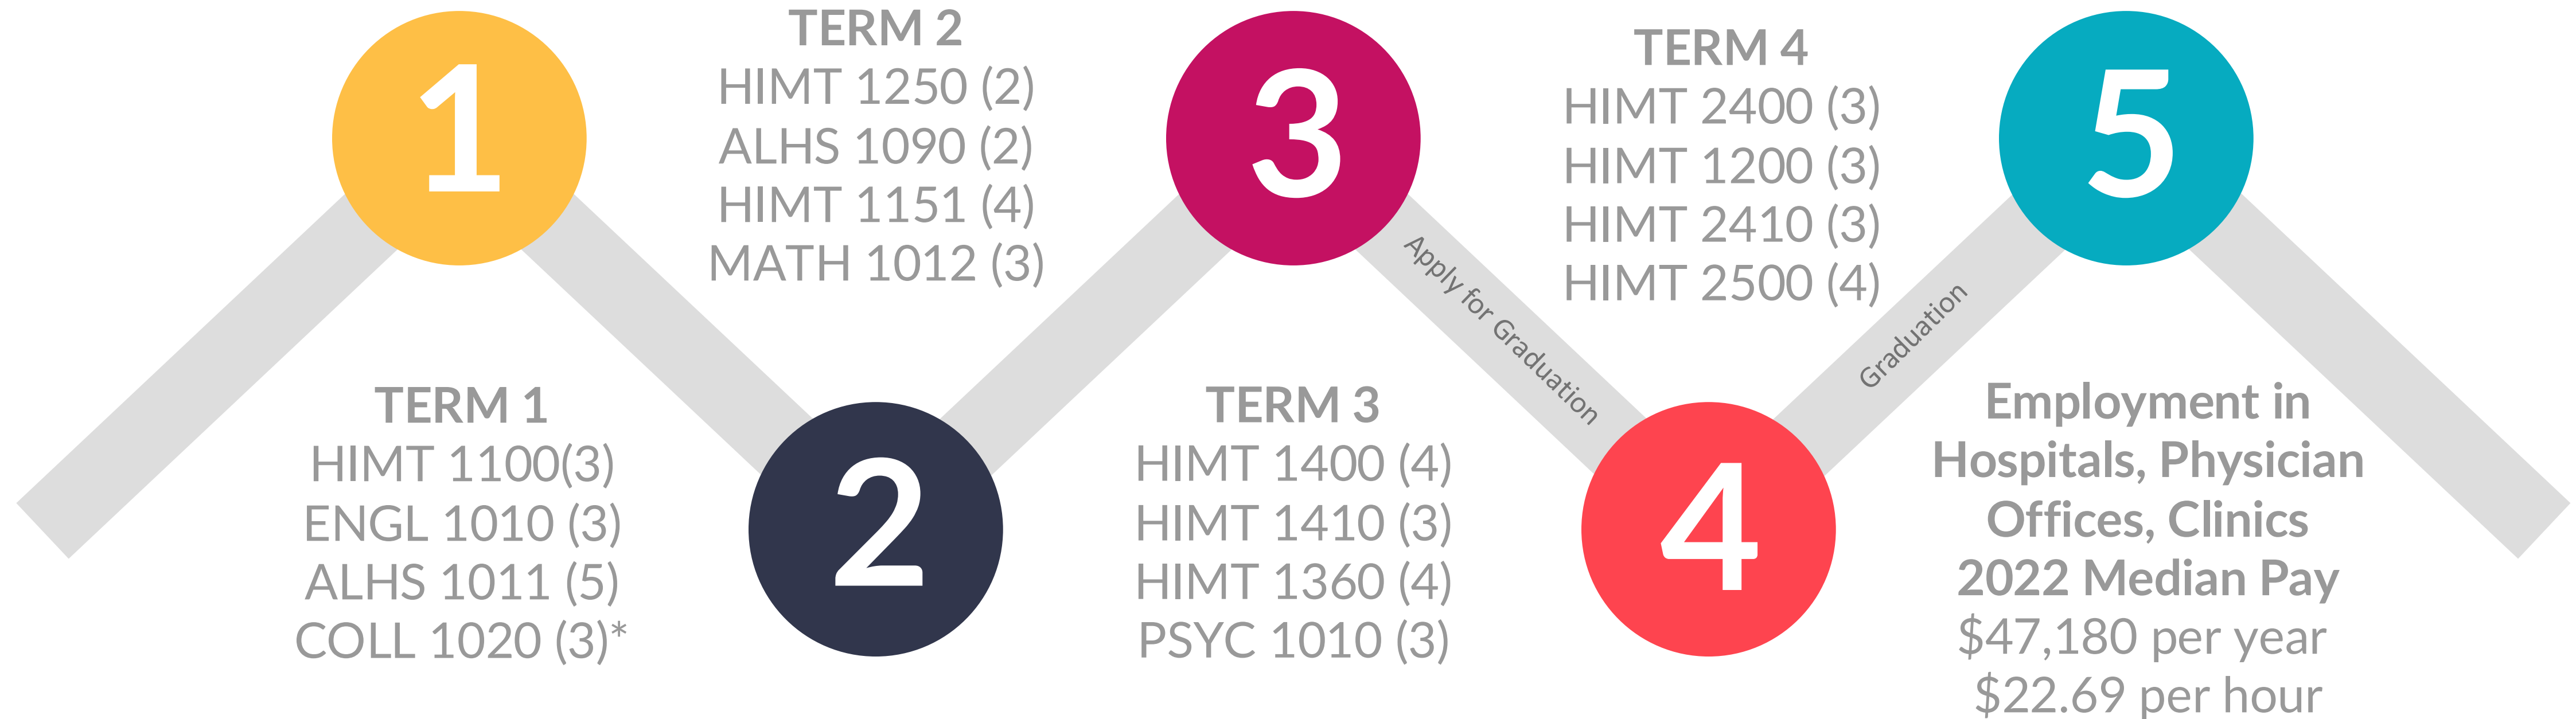 1
TERM 1
HIMT 1100(3)
ENGL 1010 (3)
ALHS 1011 (5)
COLL 1020 (3)*
TERM 2
HIMT 1250 (2)
ALHS 1090 (2)
HIMT 1151 (4)
MATH 1012 (3)
2
3
TERM 3
HIMT 1400 (4)
HIMT 1410 (3)
HIMT 1360 (4)
PSYC 1010 (3)
Apply for Graduation
TERM 4
HIMT 2400 (3)
HIMT 1200 (3)
HIMT 2410 (3)
HIMT 2500 (4)
4
Graduation
5
Employment in
Hospitals, Physician
Offices, Clinics
2022 Median Pay
$47,180 per year
$22.69 per hour